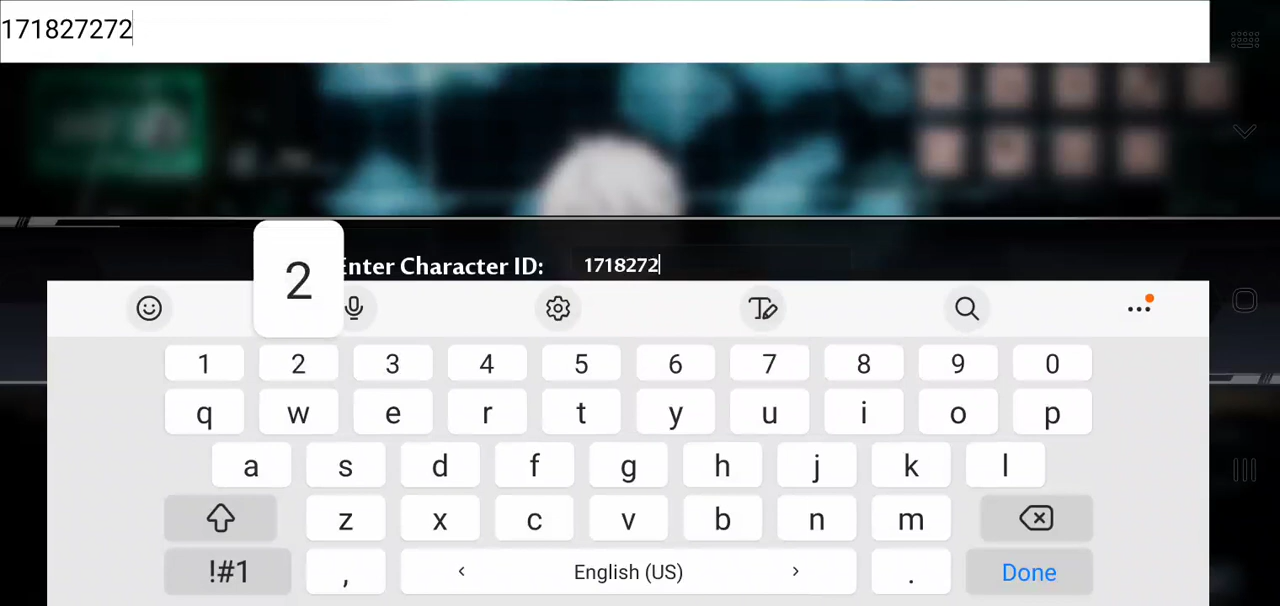 171827272
2
Enter Character ID: 1718272
1 2 3 4 5 6 7 8 9 0
q w e r t y u i o p
a s d f g h j k l
z x c v b n m
!#1 , < English (US) > . Done